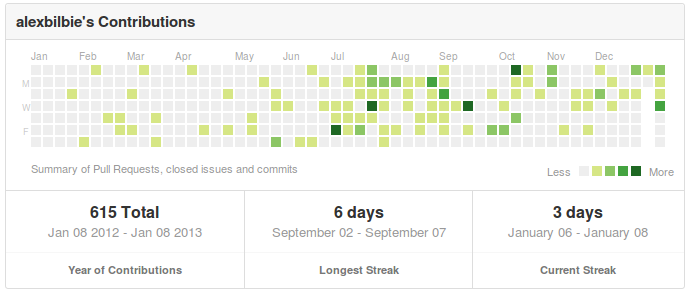 alexbilbie's Contributions
Jan Feb Mar Apr May Jun Jul Aug Sep Oct Nov Dec
M
W
F
Summary of Pull Requests, closed issues and commits
Less More
615 Total 6 days 3 days
Jan 08 2012 - Jan 08 2013 September 02 - September 07 January 06 - January 08
Year of Contributions Longest Streak Current Streak